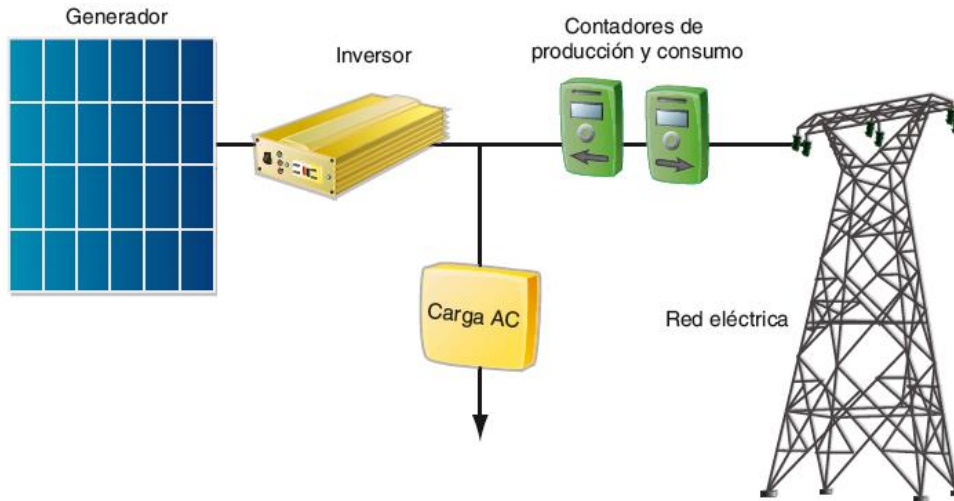 Generador
Inversor
Contadores de
producción y consumo
Carga AC
Red eléctrica